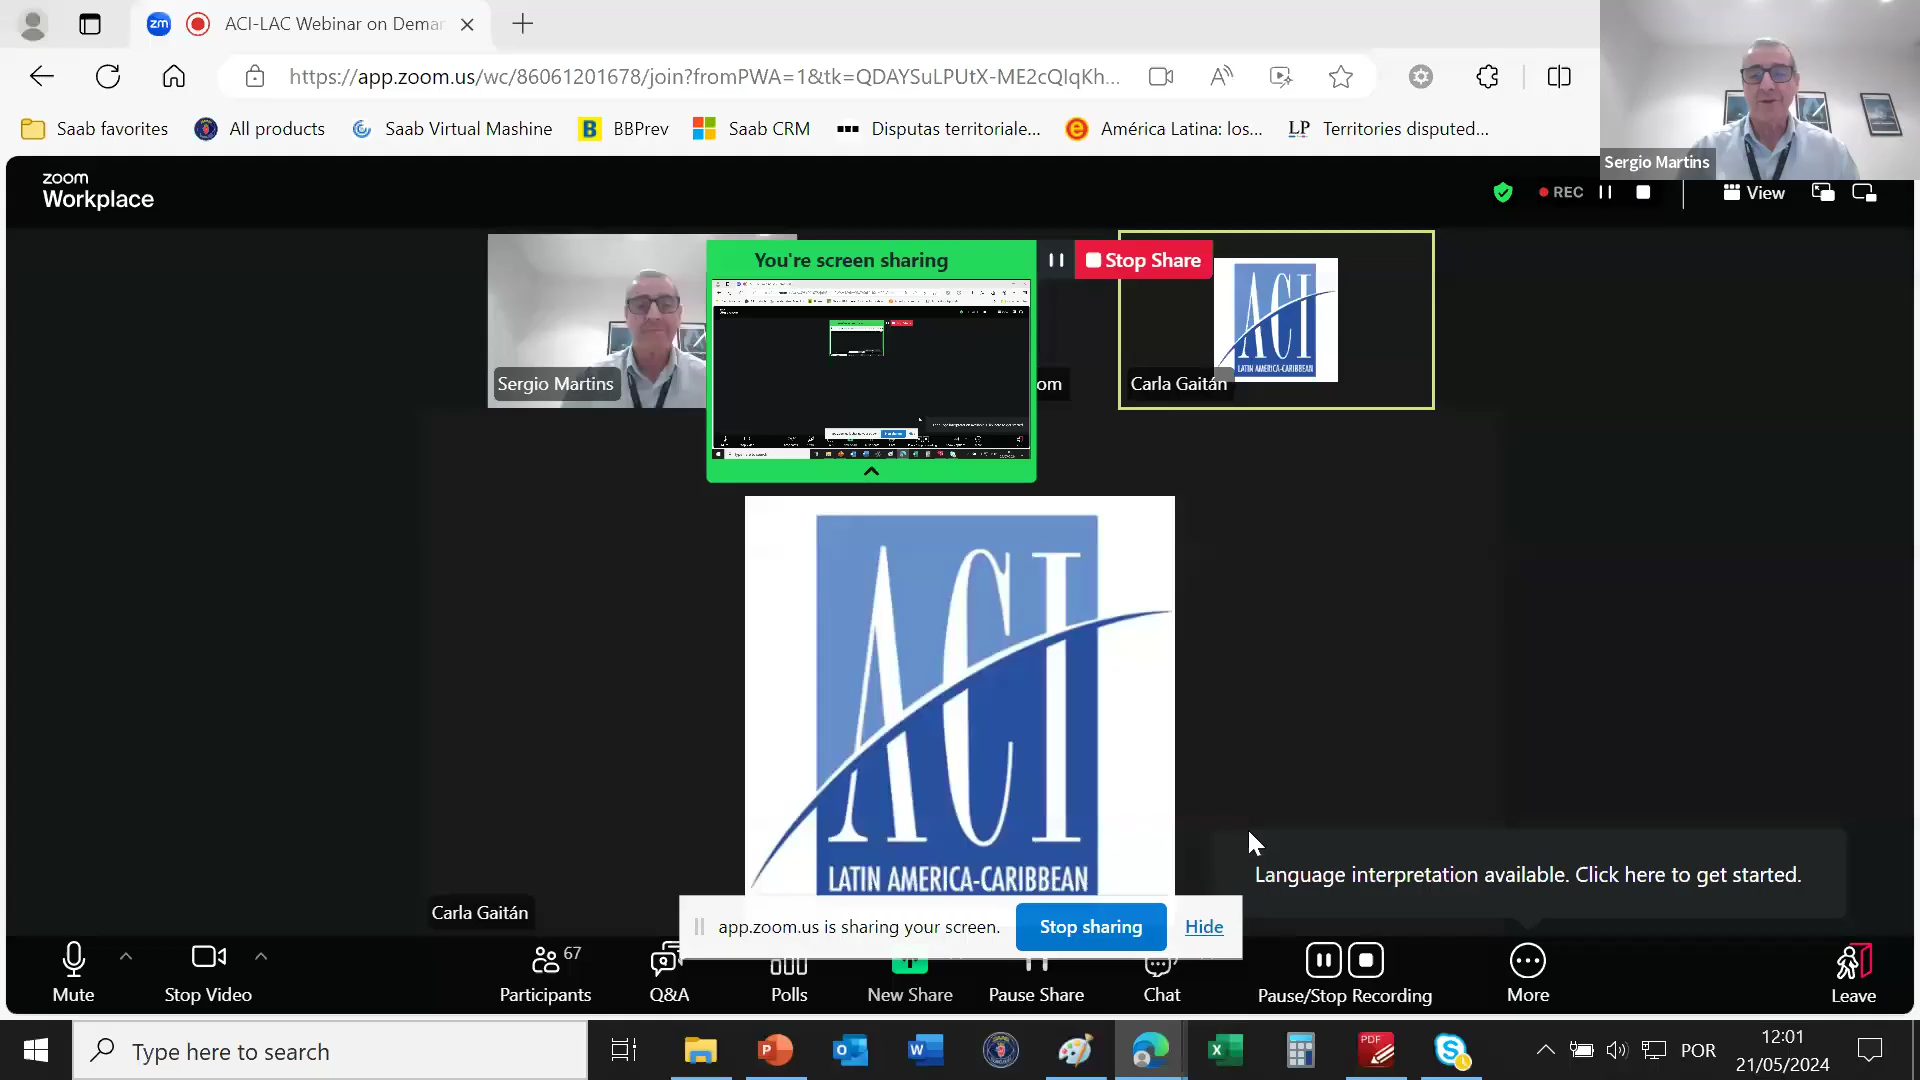 ACI-LAC Webinar on Deman
https://app.zoom.us/wc/86061201678/join?fromPWA=1&tk=QDAYSuLPUtX-ME2cQIqKh...
Saab favorites
All products
Saab Virtual Mashine
BBPrev
Saab CRM
Disputas territoriale...
América Latina: los...
LP
Territories disputed...
Sergio Martins
zoom
Workplace
REC
View
You're screen sharing
Stop Share
Sergio Martins
om
Carla Gaitán
ACI
LATIN AMERICA-CARIBBEAN
ACI
LATIN AMERICA-CARIBBEAN
Language interpretation available. Click here to get started.
Carla Gaitán
app.zoom.us is sharing your screen.
Stop sharing
Hide
67
Mute
Stop Video
Participants
Q&A
Polls
New Share
Pause Share
Chat
Pause/Stop Recording
More
Leave
Type here to search
POR
12:01
21/05/2024